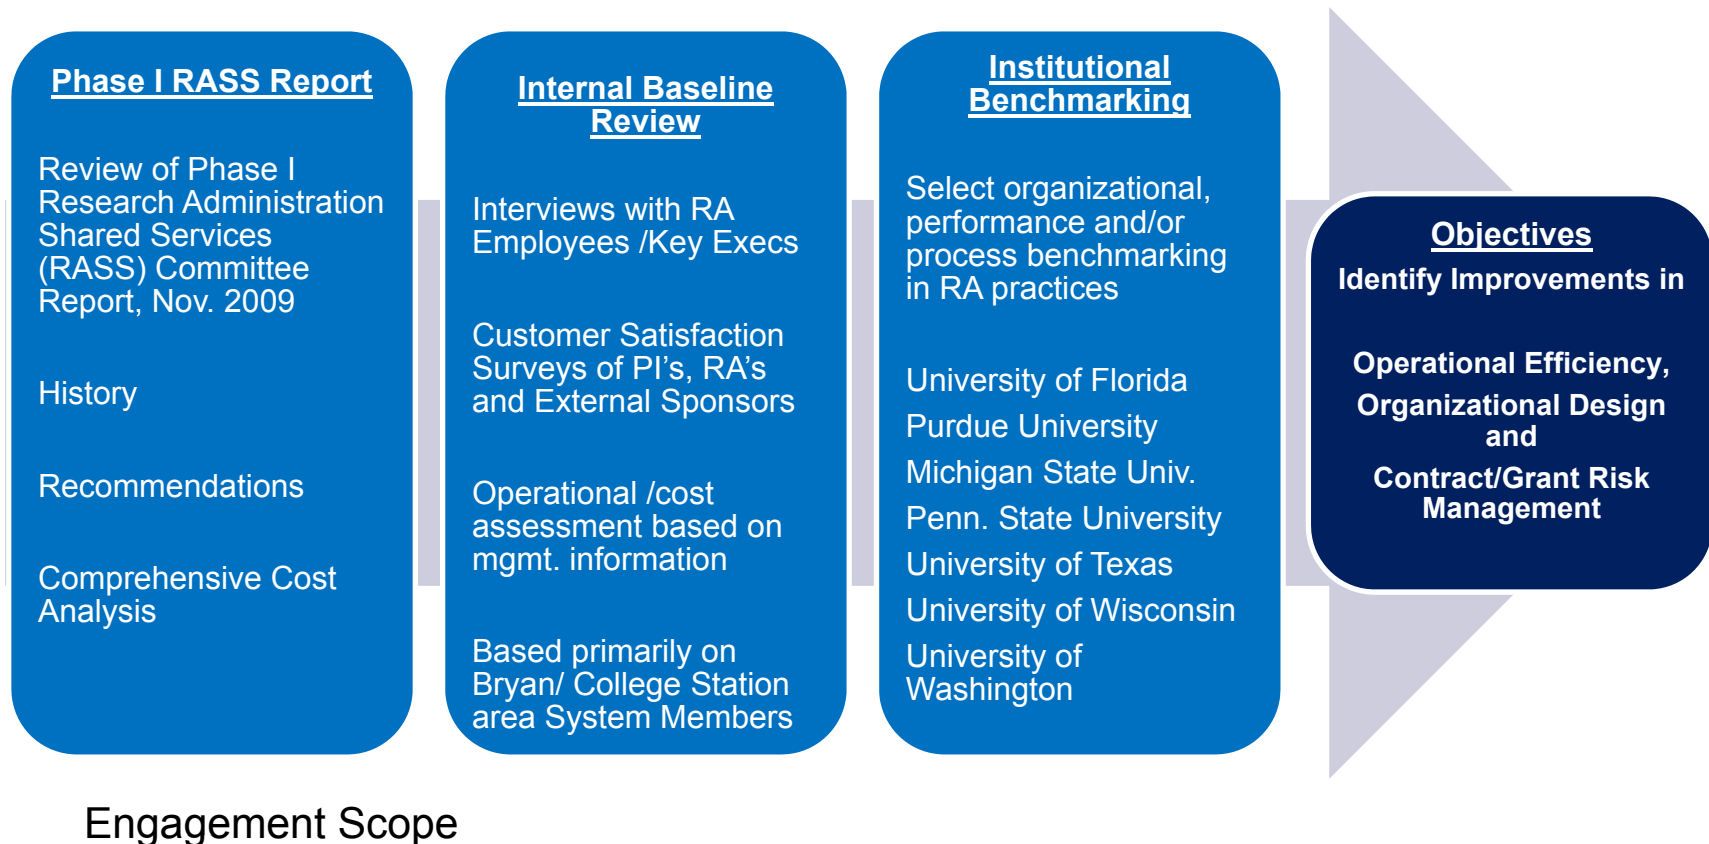 Phase I RASS Report
Review of Phase I
Research Administration
Shared Services
(RASS) Committee
Report, Nov. 2009
History
Recommendations
Comprehensive Cost
Analysis
Internal Baseline
Review
Interviews with RA
Employees /Key Execs
Customer Satisfaction
Surveys of PI's, RA's
and External Sponsors
Operational /cost
assessment based on
mgmt. information
Based primarily on
Bryan/ College Station
area System Members
Institutional
Benchmarking
Select organizational,
performance and/or
process benchmarking
in RA practices
University of Florida
Purdue University
Michigan State Univ.
Penn. State University
University of Texas
University of Wisconsin
University of
Washington
Objectives
Identify Improvements in
Operational Efficiency,
Organizational Design
and
Contract/Grant Risk
Management
Engagement Scope